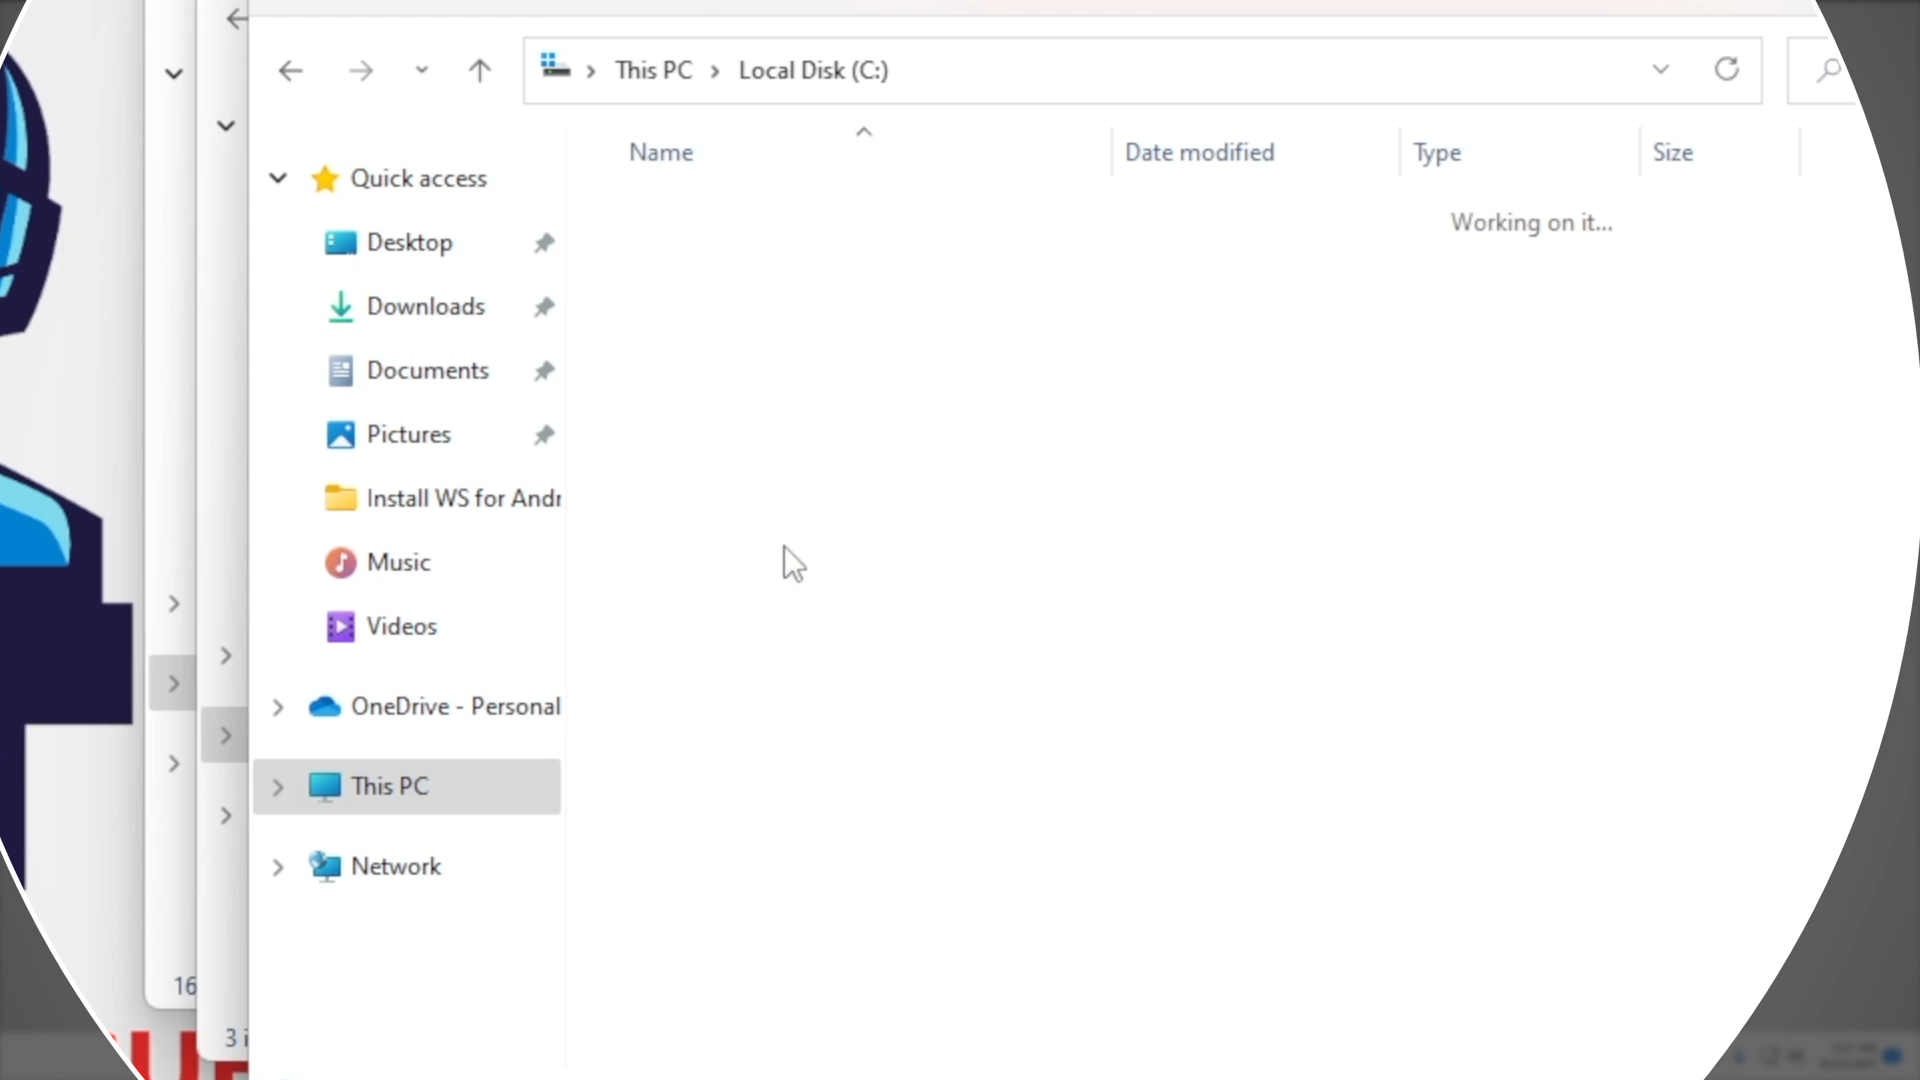 This PC
Local Disk (C:)
Name
Date modified
Type
Size
Working on it...
Quick access
Desktop
Downloads
Documents
Pictures
Install WS for Andr
Music
Videos
OneDrive - Personal
This PC
Network
16
3 i